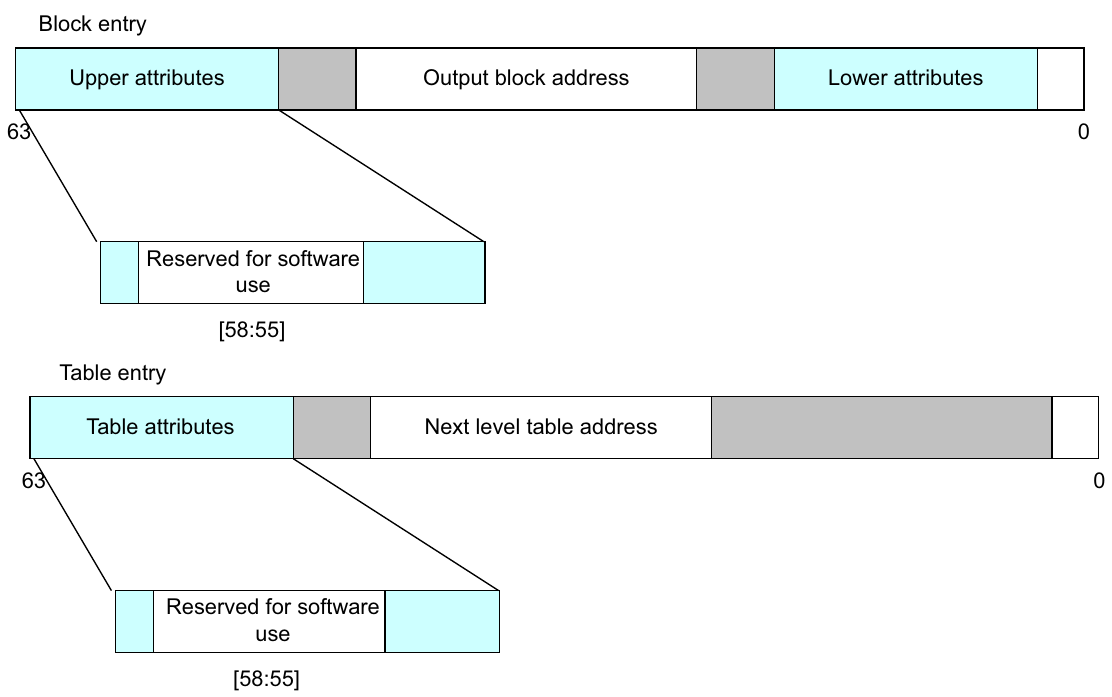 Block entry
Upper attributes
Output block address
Lower attributes
63
0
Reserved for software
use
[58:55]
Table entry
Table attributes
Next level table address
63
0
Reserved for software
use
[58:55]